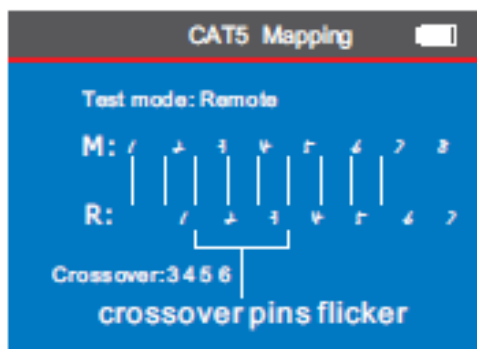 CAT5 Mapping
Test mode: Remote
M: 1 2 3 4 5 6 7 8
R: 1 2 3 4 5 6 7
Crossover:3 4 5 6
crossover pins flicker